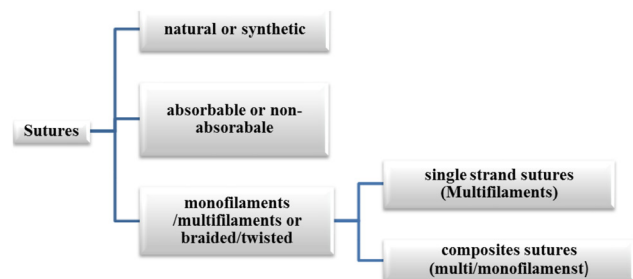 natural or synthetic
Sutures
absorbable or non-
absorabale
monofilaments
/multifilaments or
braided/twisted
single strand sutures
(Multifilaments)
composites sutures
(multi/monofilamenst)